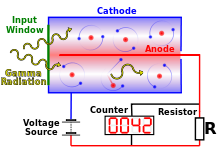 Cathode
Input
Window
Anode
Gamma
Radiation
Counter
Resistor
0042
R
Voltage
Source